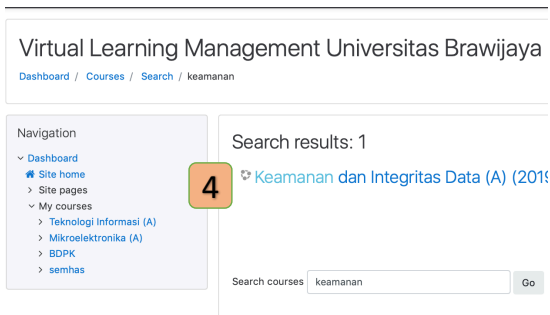 Virtual Learning Management Universitas Brawijaya
Dashboard / Courses / Search / keamanan
Navigation
Dashboard
Site home
Site pages
My courses
Teknologi Informasi (A)
Mikroelektronika (A)
BDPK
semhas
Search results: 1
4
Keamanan dan Integritas Data (A) (2019
Search courses keamanan Go